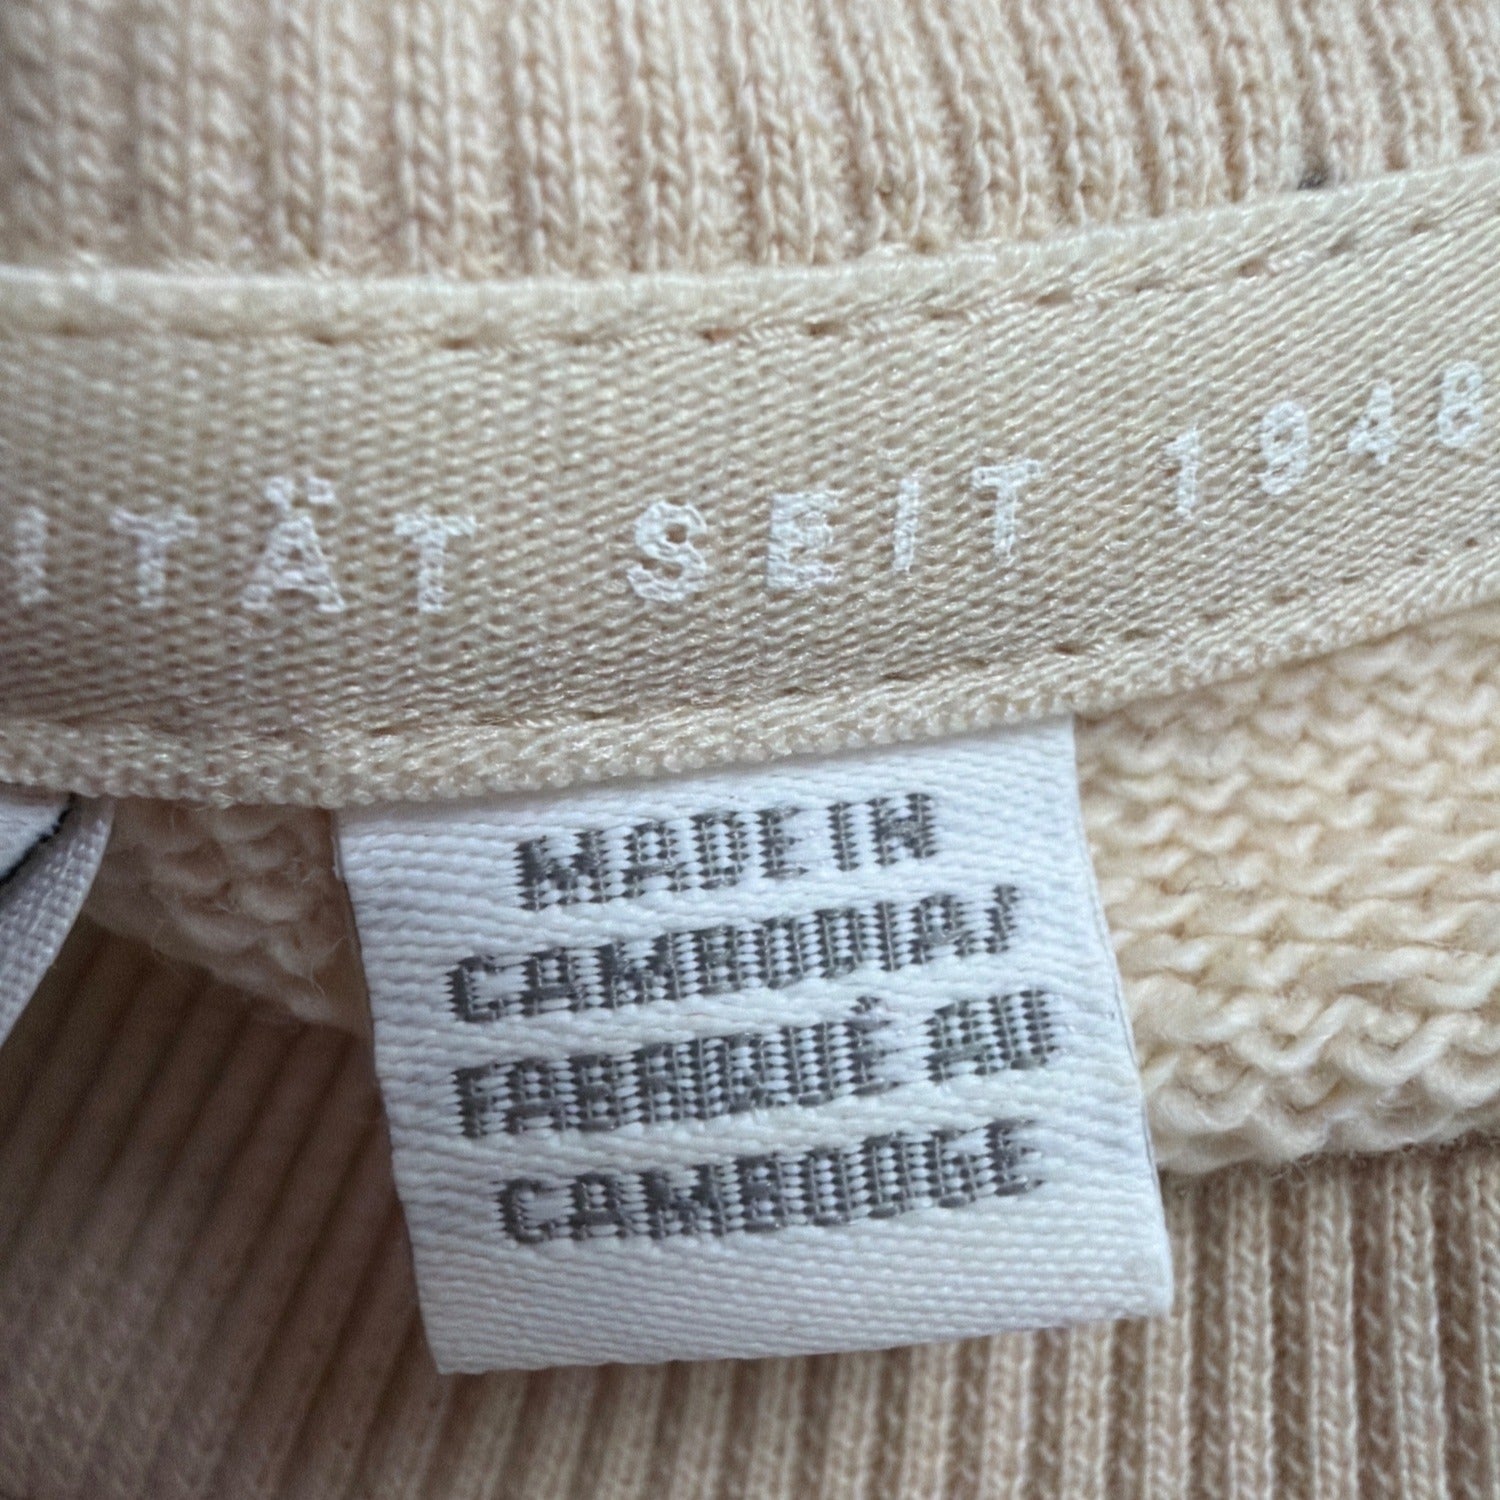 ITÄT SEIT 1948
MADE IN
CAMBODIA/
FABRIQUÉ AU
CAMBODGE